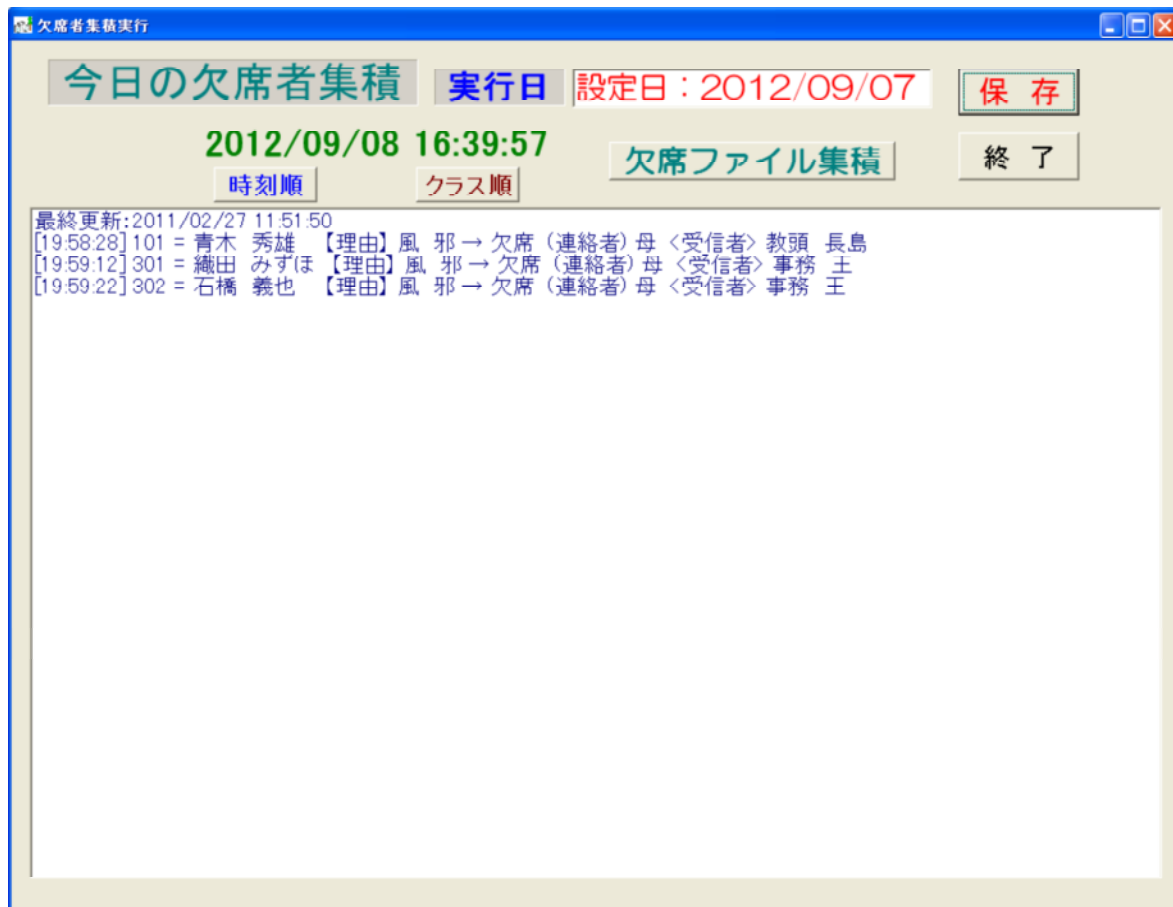 欠席者集積実行
今日の欠席者集積 実行日 設定日:2012/09/07 保 存
2012/09/08 16:39:57 欠席ファイル集積 終 了
時刻順 クラス順
最終更新:2011/02/27 11:51:50
[19:58:28] 101 = 青木 秀雄 【理由】風 邪 → 欠席 (連絡者) 母 <受信者> 教頭 長島
[19:59:12] 301 = 織田 みずほ 【理由】風 邪 → 欠席 (連絡者) 母 <受信者> 事務 王
[19:59:22] 302 = 石橋 義也 【理由】風 邪 → 欠席 (連絡者) 母 <受信者> 事務 王